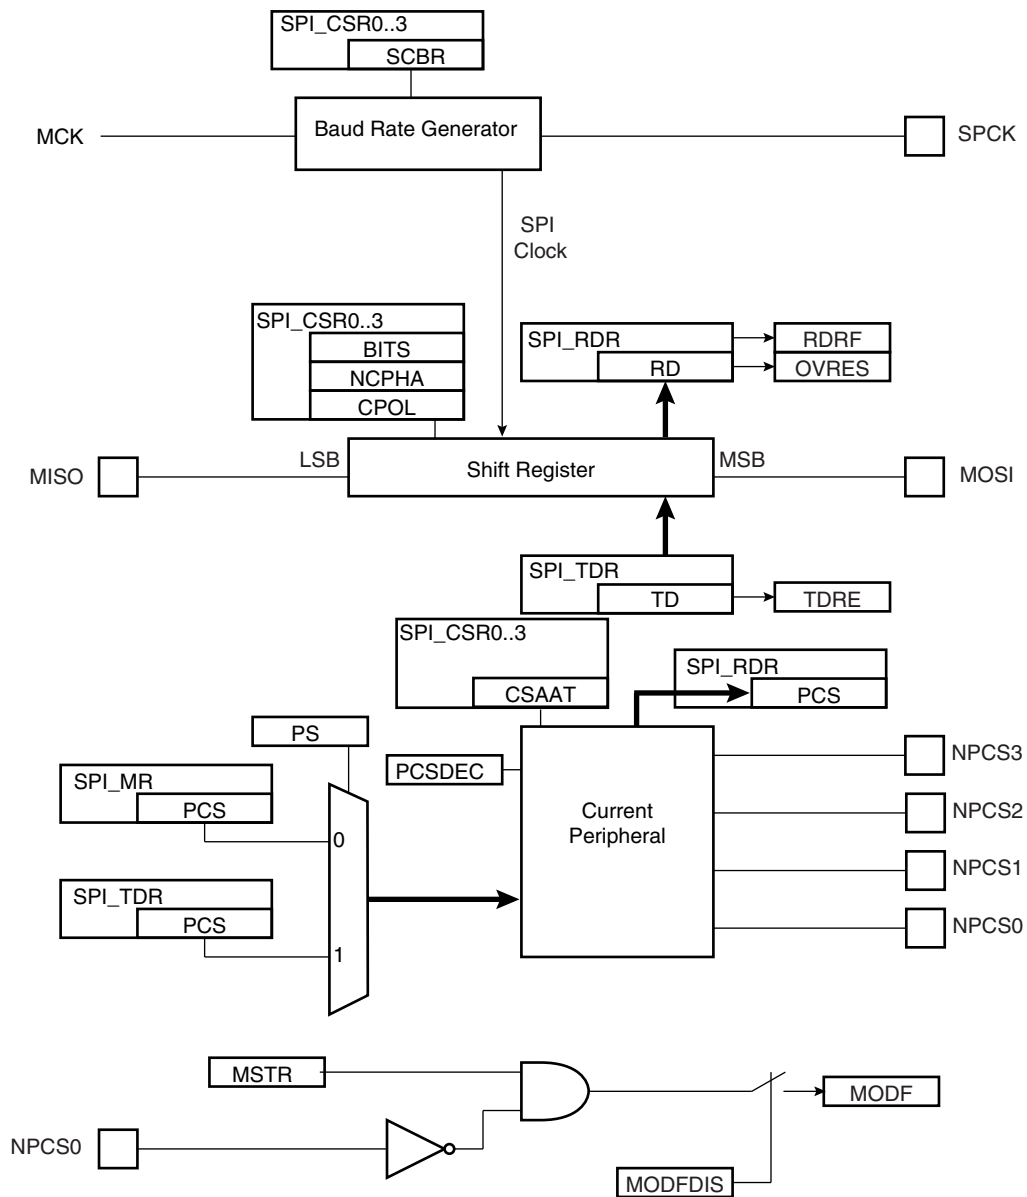 SPI_CSR0..3
SCBR
MCK
Baud Rate Generator
SPCK
SPI
Clock
SPI_CSR0..3
BITS
NCPHA
CPOL
SPI_RDR
RD
RDRF
OVRES
MISO
LSB
Shift Register
MSB
MOSI
SPI_TDR
TD
TDRE
SPI_CSR0..3
CSAAT
SPI_RDR
PCS
PS
PCSDEC
NPCS3
SPI_MR
PCS
0
Current
Peripheral
NPCS2
NPCS1
SPI_TDR
PCS
1
NPCS0
MSTR
MODF
NPCS0
MODFDIS